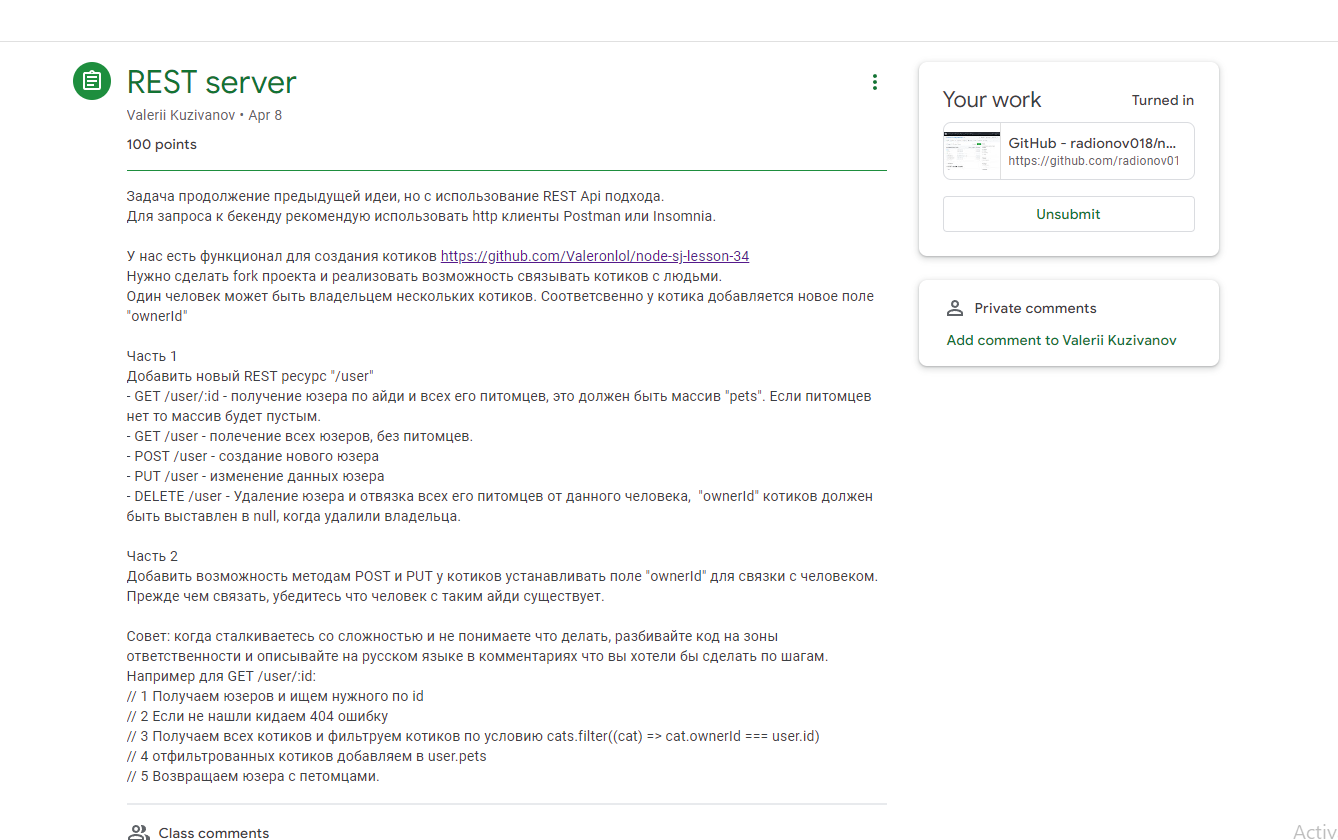 REST server
Valerii Kuzivanov • Apr 8
100 points
Задача продолжение предыдущей идеи, но с использование REST Api подхода.
Для запроса к бекенду рекомендую использовать http клиенты Postman или Insomnia.
У нас есть функционал для создания котиков https://github.com/Valeronlol/node-sj-lesson-34
Нужно сделать fork проекта и реализовать возможность связывать котиков с людьми.
Один человек может быть владельцем нескольких котиков. Соответсвенно у котика добавляется новое поле
"ownerId"
Часть 1
Добавить новый REST ресурс "/user"
- GET /user/:id - получение юзера по айди и всех его питомцев, это должен быть массив "pets". Если питомцев
нет то массив будет пустым.
- GET /user - полечение всех юзеров, без питомцев.
- POST /user - создание нового юзера
- PUT /user - изменение данных юзера
- DELETE /user - Удаление юзера и отвязка всех его питомцев от данного человека,  "ownerId" котиков должен
быть выставлен в null, когда удалили владельца.
Часть 2
Добавить возможность методам POST и PUT у котиков устанавливать поле "ownerId" для связки с человеком.
Прежде чем связать, убедитесь что человек с таким айди существует.
Совет: когда сталкиваетесь со сложностью и не понимаете что делать, разбивайте код на зоны
ответственности и описывайте на русском языке в комментариях что вы хотели бы сделать по шагам.
Например для GET /user/:id:
// 1 Получаем юзеров и ищем нужного по id
// 2 Если не нашли кидаем 404 ошибку
// 3 Получаем всех котиков и фильтруем котиков по условию cats.filter((cat) => cat.ownerId === user.id)
// 4 отфильтрованных котиков добавляем в user.pets
// 5 Возвращаем юзера с петомцами.
Class comments
Your work
Turned in
GitHub - radionov018/n...
https://github.com/radionov01
Unsubmit
Private comments
Add comment to Valerii Kuzivanov
Activ